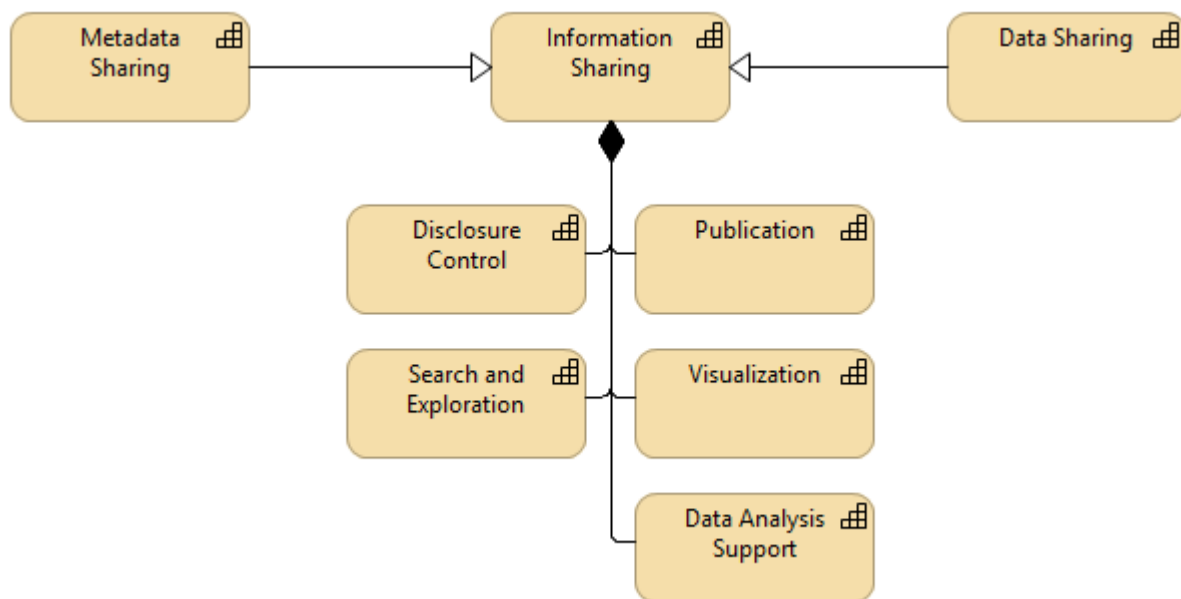 Metadata
Sharing
Information
Sharing
Data Sharing
Disclosure
Control
Publication
Search and
Exploration
Visualization
Data Analysis
Support